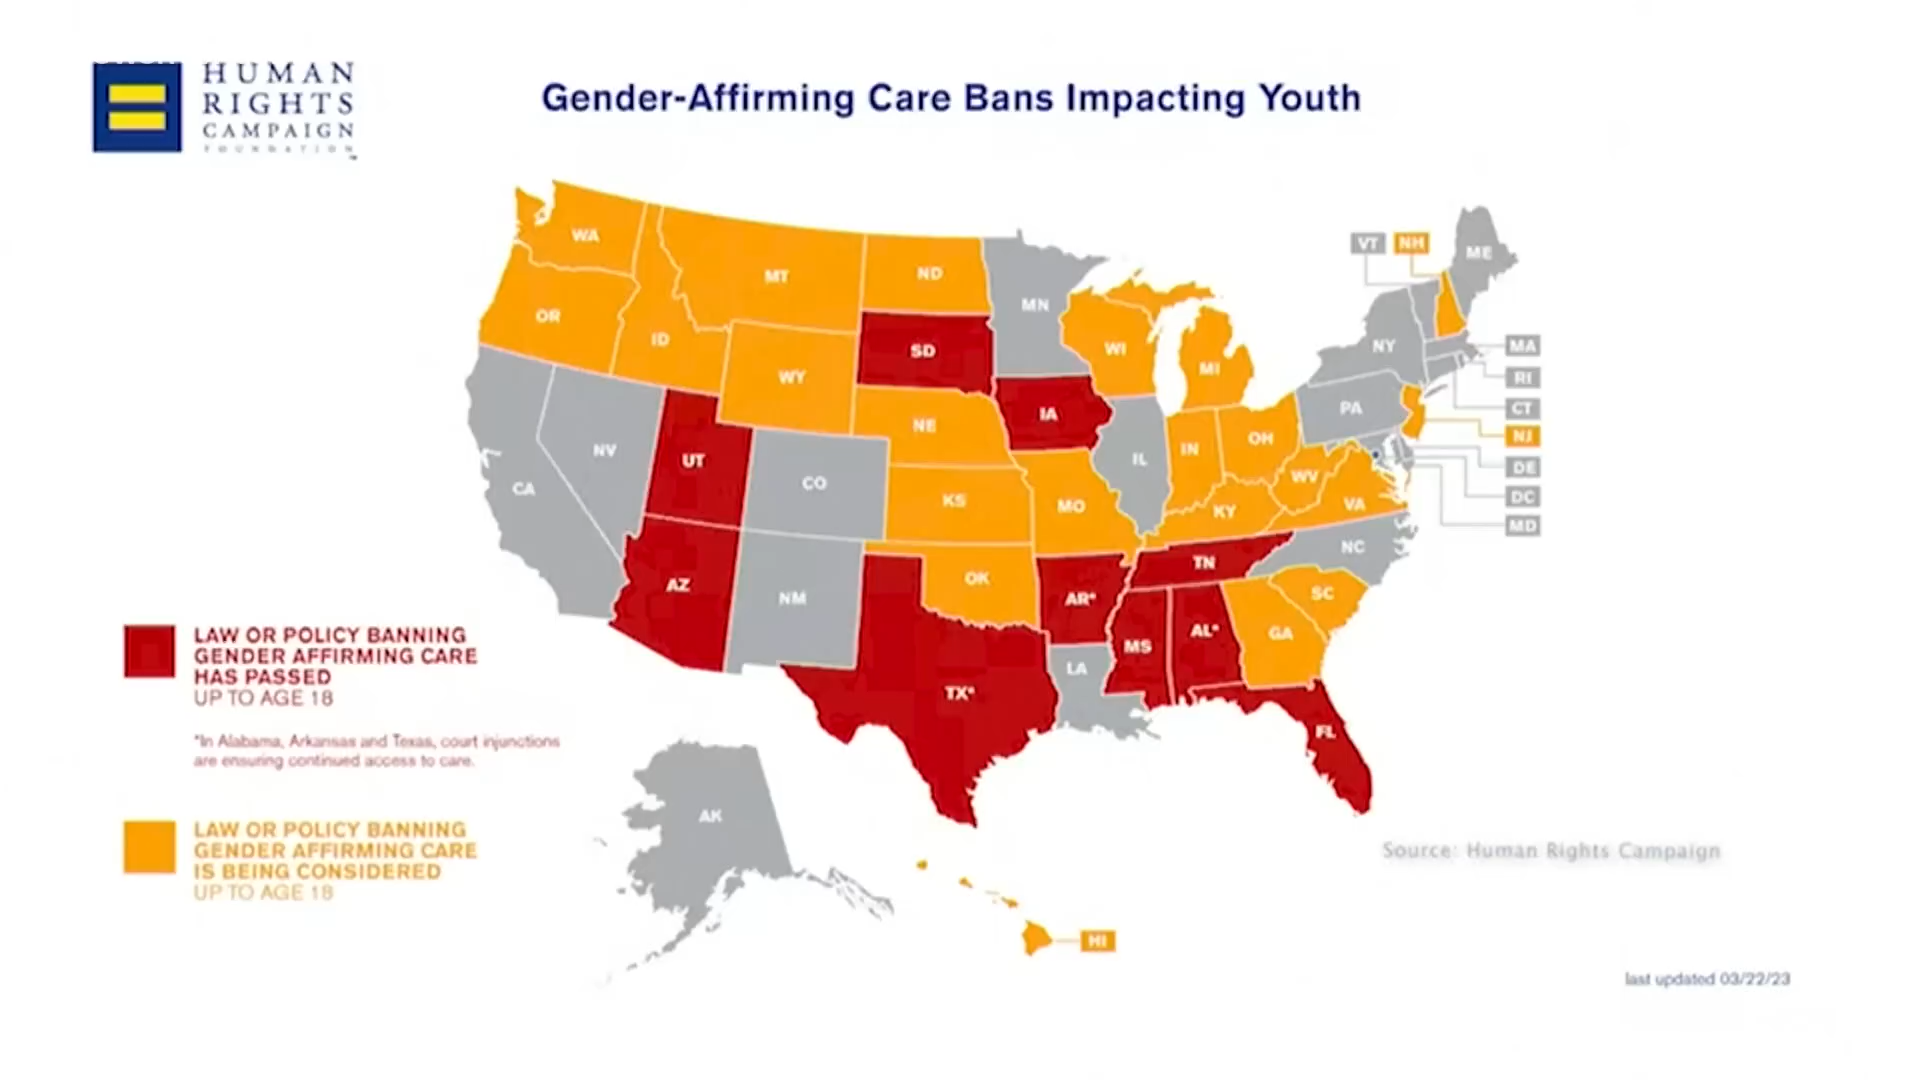 HUMAN
RIGHTS
CAMPAIGN
FOUNDATION
Gender-Affirming Care Bans Impacting Youth
WA
MT
ND
MN
VT
NH
ME
OR
ID
SD
WI
MI
NY
MA
RI
WY
IA
NE
PA
CT
NJ
NV
UT
CO
IL
IN
OH
DE
CA
KS
MO
WV
KY
VA
DC
MD
AZ
NM
OK
AR*
TN
NC
SC
TX*
LA
MS
AL*
GA
FL
LAW OR POLICY BANNING
GENDER AFFIRMING CARE
HAS PASSED
UP TO AGE 18
*In Alabama, Arkansas and Texas, court injunctions
are ensuring continued access to care.
LAW OR POLICY BANNING
GENDER AFFIRMING CARE
IS BEING CONSIDERED
UP TO AGE 18
AK
HI
Source: Human Rights Campaign
last updated 03/22/23